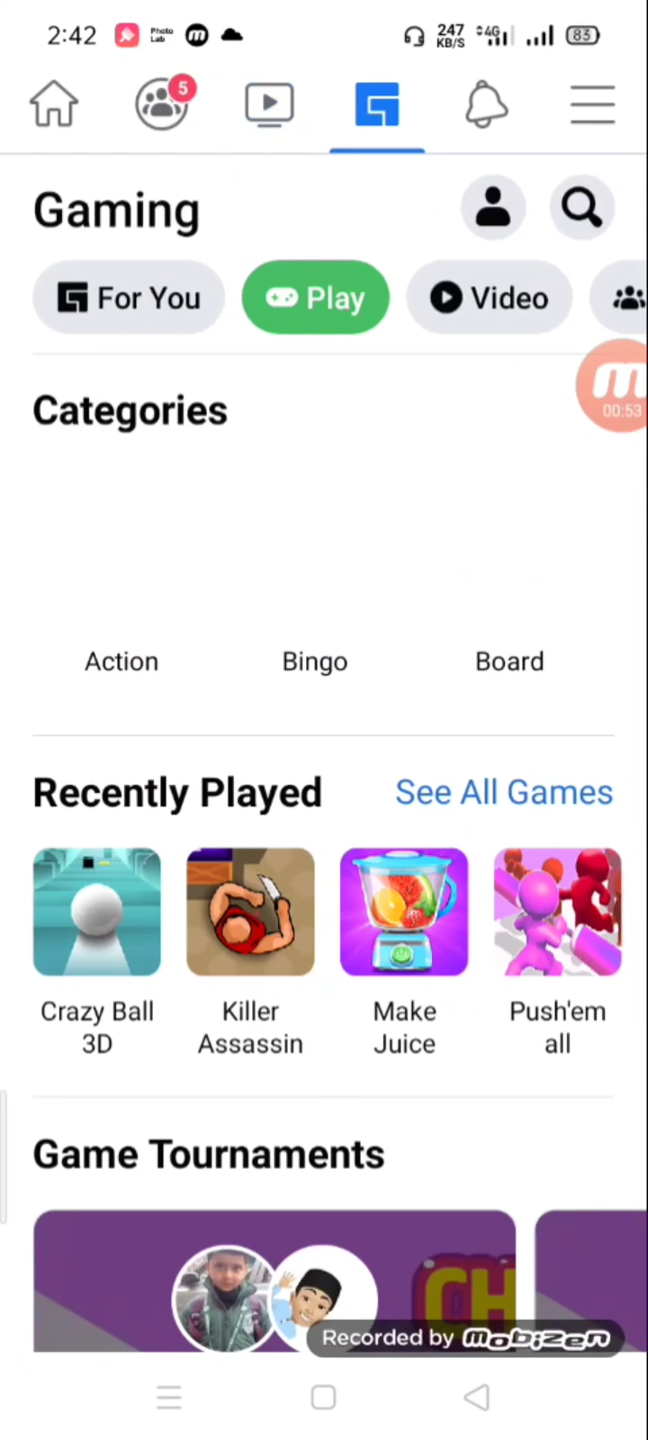 2:42 Photo Lab 247 KB/S 4G 83
5
Gaming
For You Play Video
00:53
Categories
Action Bingo Board
Recently Played See All Games
Crazy Ball 3D
Killer Assassin
Make Juice
Push'em all
Game Tournaments
CH
Recorded by mobizen